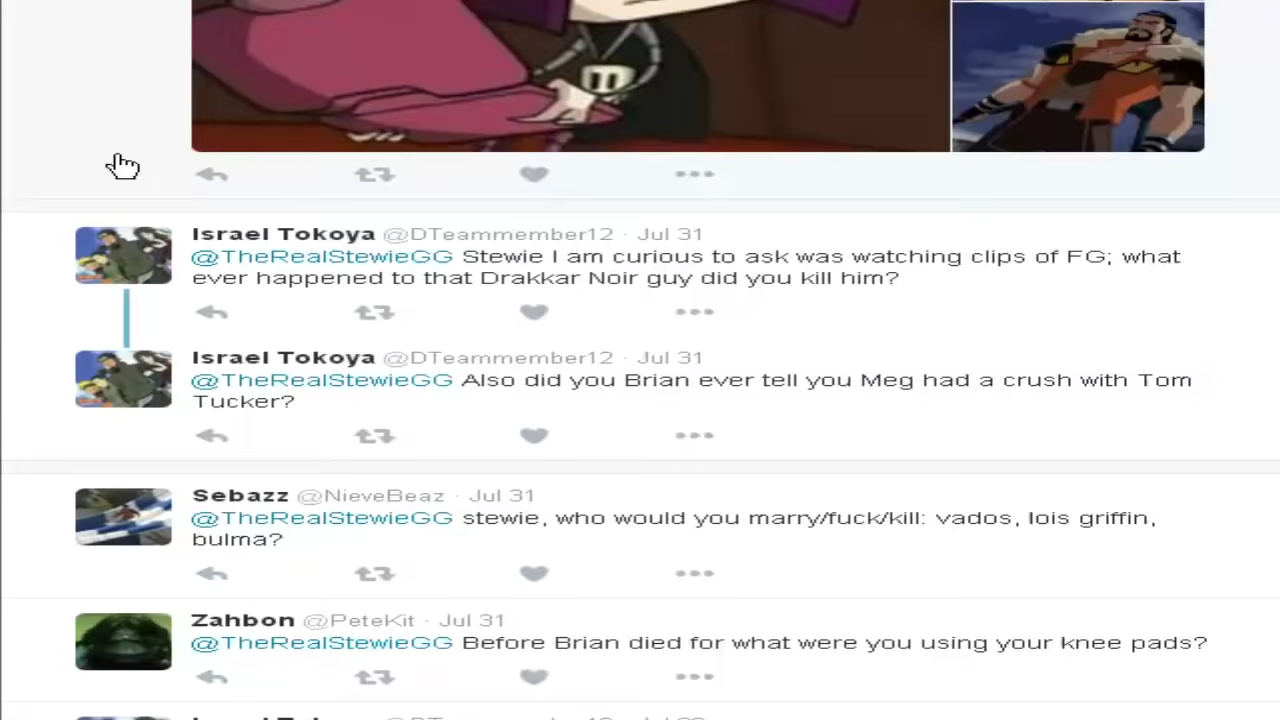 Israel Tokoya @DTeammember12 · Jul 31
@TheRealStewieGG Stewie I am curious to ask was watching clips of FG; what
ever happened to that Drakkar Noir guy did you kill him?
Israel Tokoya @DTeammember12 · Jul 31
@TheRealStewieGG Also did you Brian ever tell you Meg had a crush with Tom
Tucker?
Sebazz @NieveBeaz · Jul 31
@TheRealStewieGG stewie, who would you marry/fuck/kill: vados, lois griffin,
bulma?
Zahbon @PeteKit · Jul 31
@TheRealStewieGG Before Brian died for what were you using your knee pads?